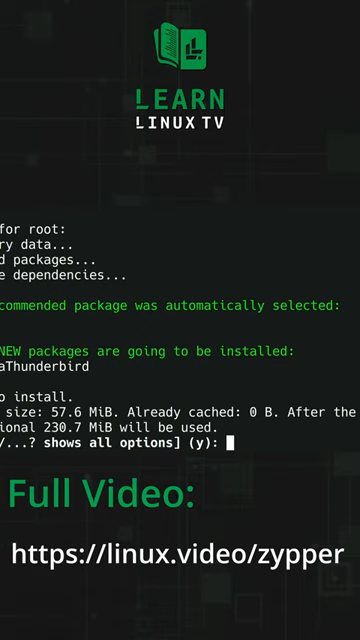 LEARN
LINUX TV
for root:
ry data...
d packages...
e dependencies...
commended package was automatically selected:
NEW packages are going to be installed:
aThunderbird
o install.
size: 57.6 MiB. Already cached: 0 B. After the
ional 230.7 MiB will be used.
/...? shows all options] (y):
Full Video:
https://linux.video/zypper